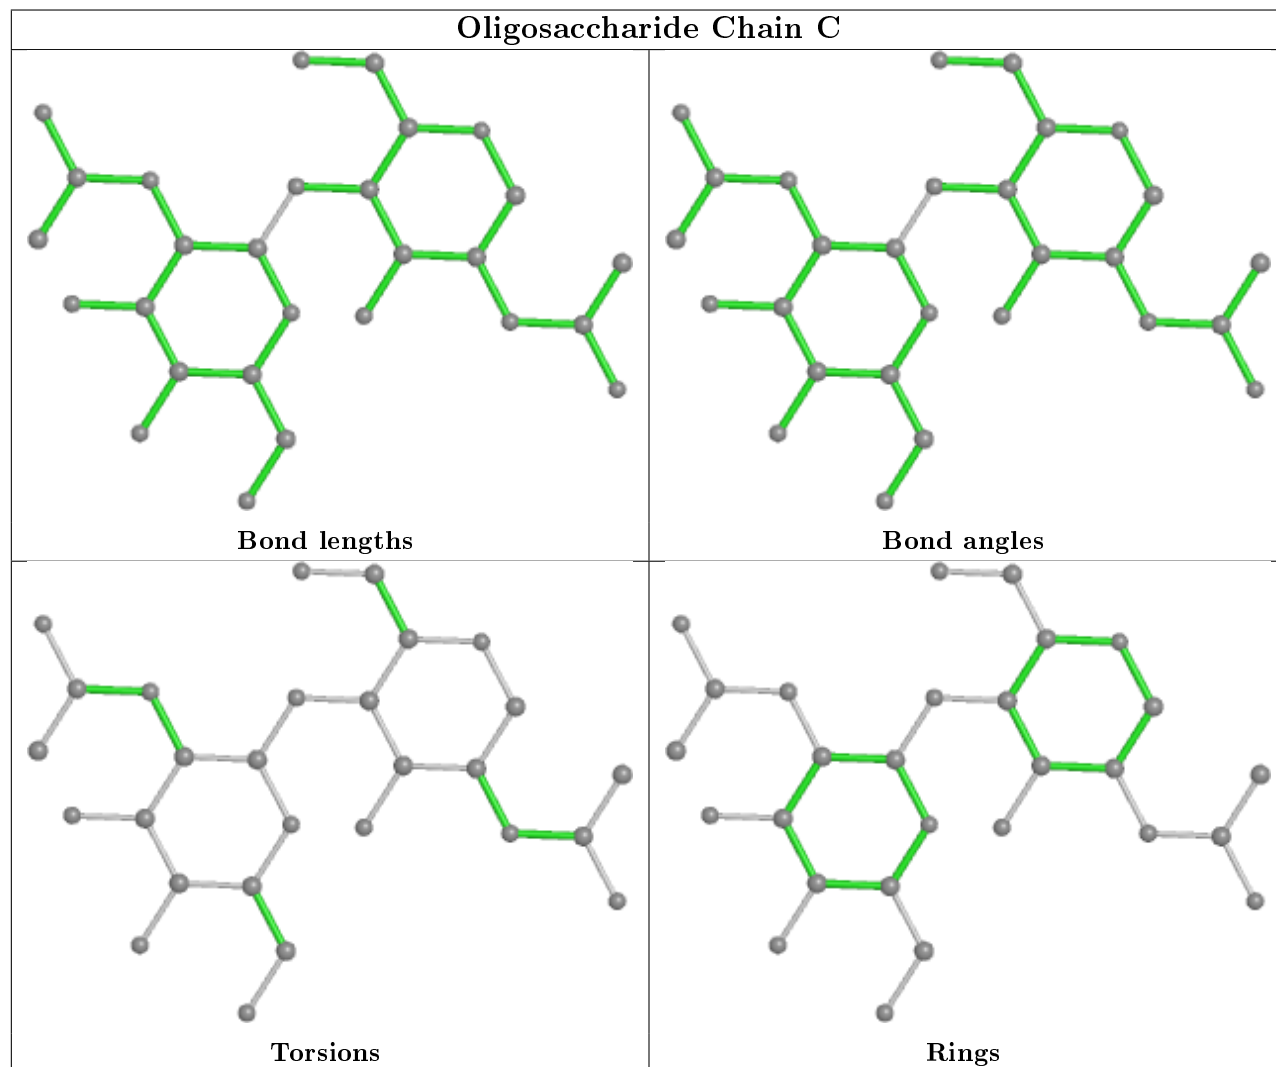 Oligosaccharide Chain C
Bond lengths
Bond angles
Torsions
Rings